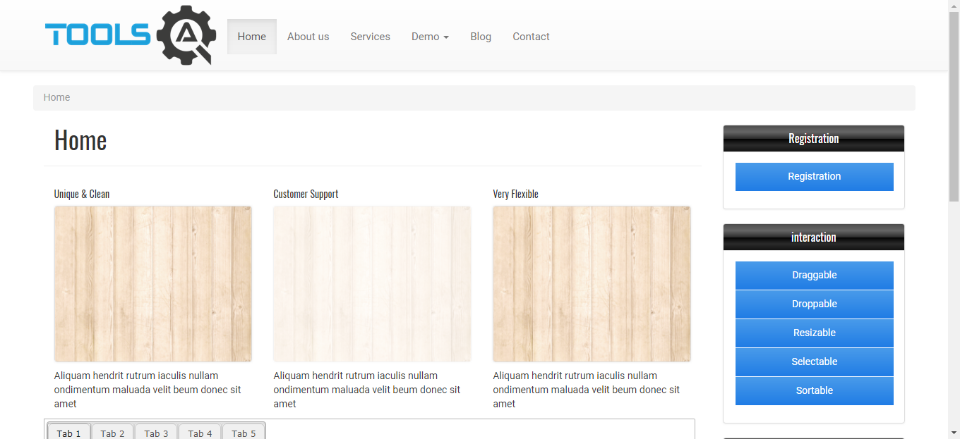 TOOLS QA
Home
About us
Services
Demo
Blog
Contact
Home
Home
Unique & Clean
Customer Support
Very Flexible
Aliquam hendrit rutrum iaculis nullam
ondimentum maluada velit beum donec sit
amet
Aliquam hendrit rutrum iaculis nullam
ondimentum maluada velit beum donec sit
amet
Aliquam hendrit rutrum iaculis nullam
ondimentum maluada velit beum donec sit
amet
Tab 1
Tab 2
Tab 3
Tab 4
Tab 5
Registration
Registration
interaction
Draggable
Droppable
Resizable
Selectable
Sortable